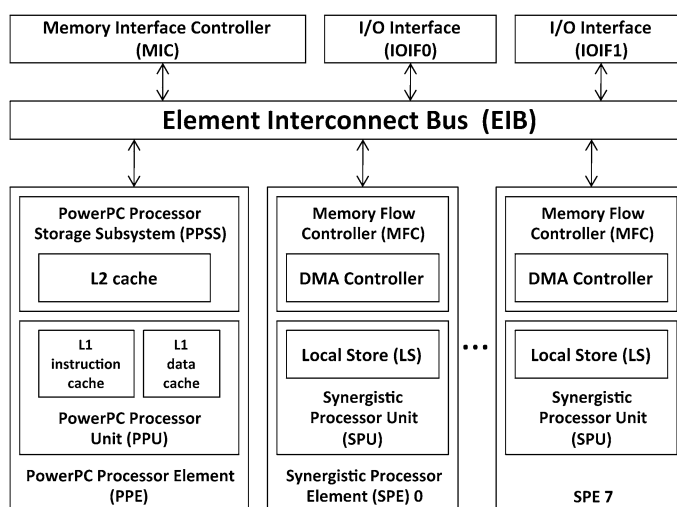 Memory Interface Controller
(MIC)
I/O Interface
(IOIF0)
I/O Interface
(IOIF1)
Element Interconnect Bus (EIB)
PowerPC Processor
Storage Subsystem (PPSS)
L2 cache
L1
instruction
cache
L1
data
cache
PowerPC Processor
Unit (PPU)
PowerPC Processor Element
(PPE)
Memory Flow
Controller (MFC)
DMA Controller
Local Store (LS)
Synergistic
Processor Unit
(SPU)
Synergistic Processor
Element (SPE) 0
...
Memory Flow
Controller (MFC)
DMA Controller
Local Store (LS)
Synergistic
Processor Unit
(SPU)
SPE 7